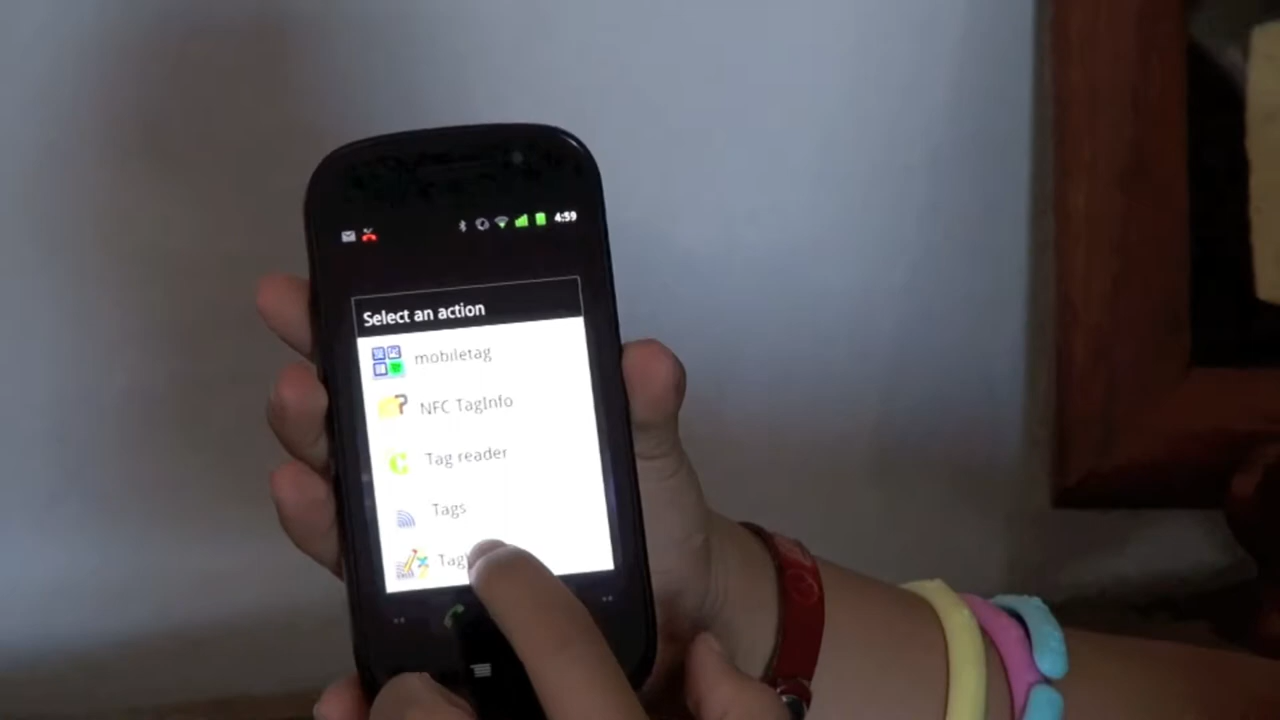 4:59
Select an action
mobiletag
NFC TagInfo
Tag reader
Tags